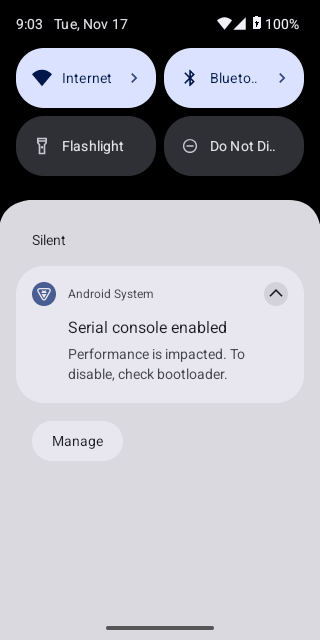 9:03 Tue, Nov 17 100%
Internet
Blueto..
Flashlight
Do Not Di..
Silent
Android System
Serial console enabled
Performance is impacted. To
disable, check bootloader.
Manage